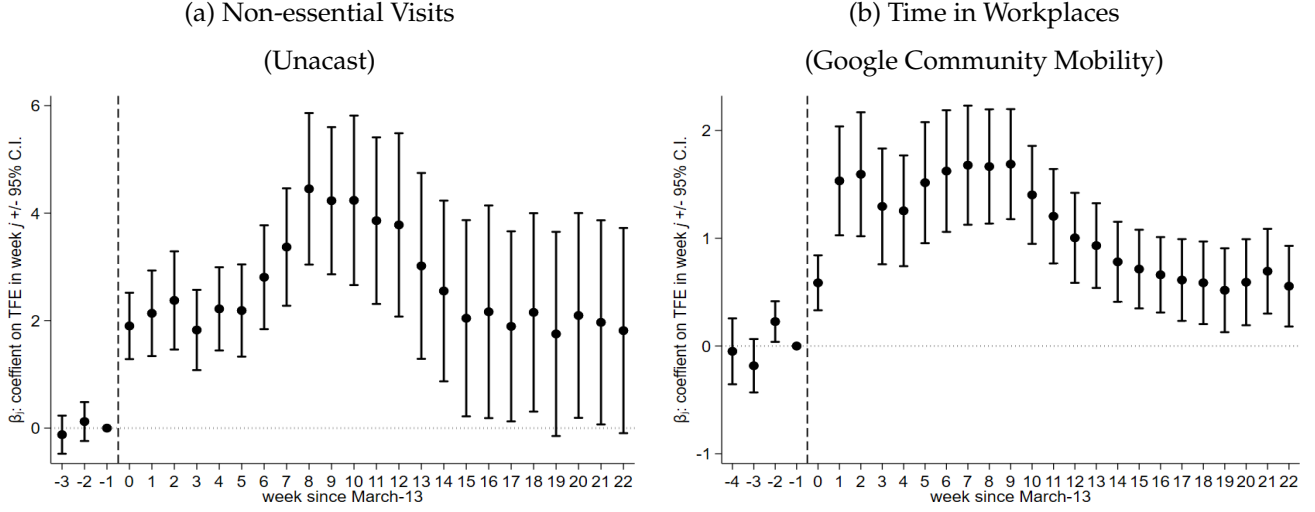 (a) Non-essential Visits
(Unacast)
βj: coeffient on TFE in week j +/- 95% C.I.
6
4
2
0
-3 -2 -1 0 1 2 3 4 5 6 7 8 9 10 11 12 13 14 15 16 17 18 19 20 21 22
week since March-13
(b) Time in Workplaces
(Google Community Mobility)
βj: coeffient on TFE in week j +/- 95% C.I.
2
1
0
-1
-4 -3 -2 -1 0 1 2 3 4 5 6 7 8 9 10 11 12 13 14 15 16 17 18 19 20 21 22
week since March-13